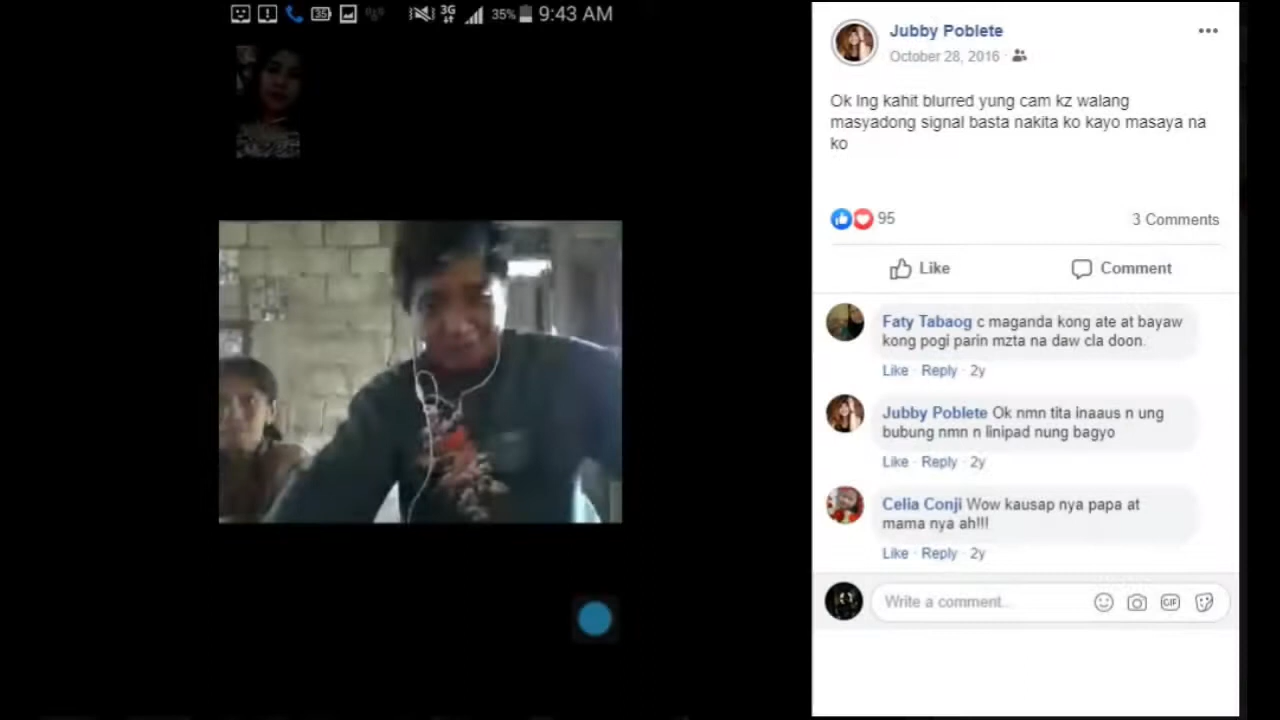 35
3G
35%
9:43 AM
Jubby Poblete
October 28, 2016
Ok lng kahit blurred yung cam kz walang
masyadong signal basta nakita ko kayo masaya na
ko
95
3 Comments
Like
Comment
Faty Tabaog c maganda kong ate at bayaw
kong pogi parin mzta na daw cla doon.
Like · Reply · 2y
Jubby Poblete Ok nmn tita inaaus n ung
bubung nmn n linipad nung bagyo
Like · Reply · 2y
Celia Conji Wow kausap nya papa at
mama nya ah!!!
Like · Reply · 2y
Write a comment...
GIF